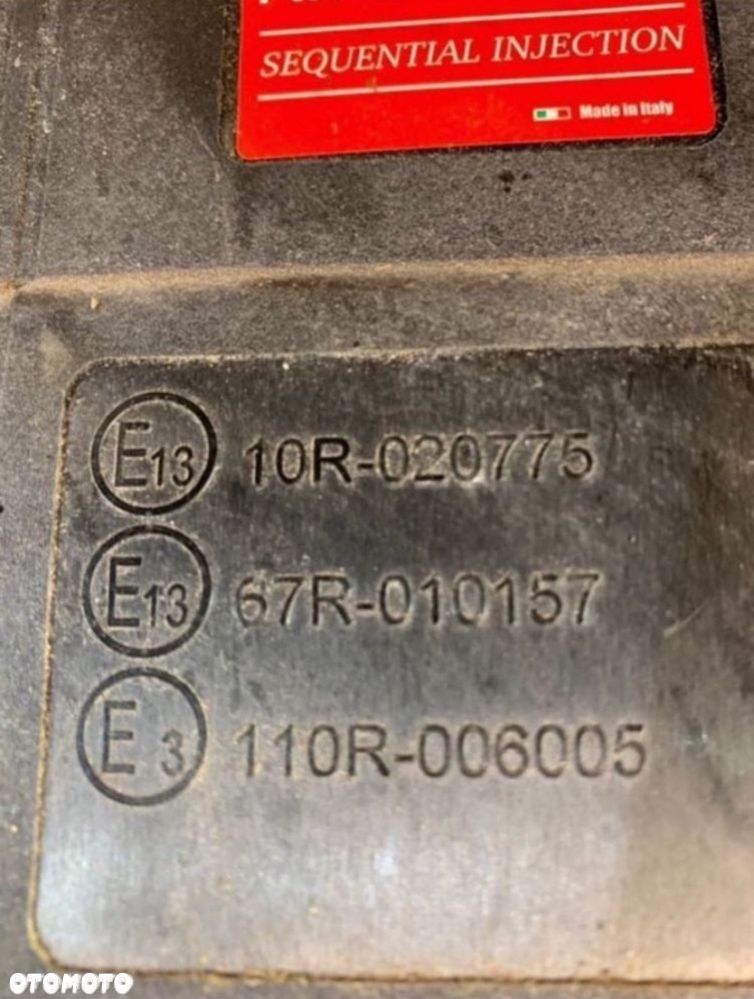 SEQUENTIAL INJECTION
Made in Italy
E13 10R-020775
E13 67R-010157
E3 110R-006005
OTOMOTO